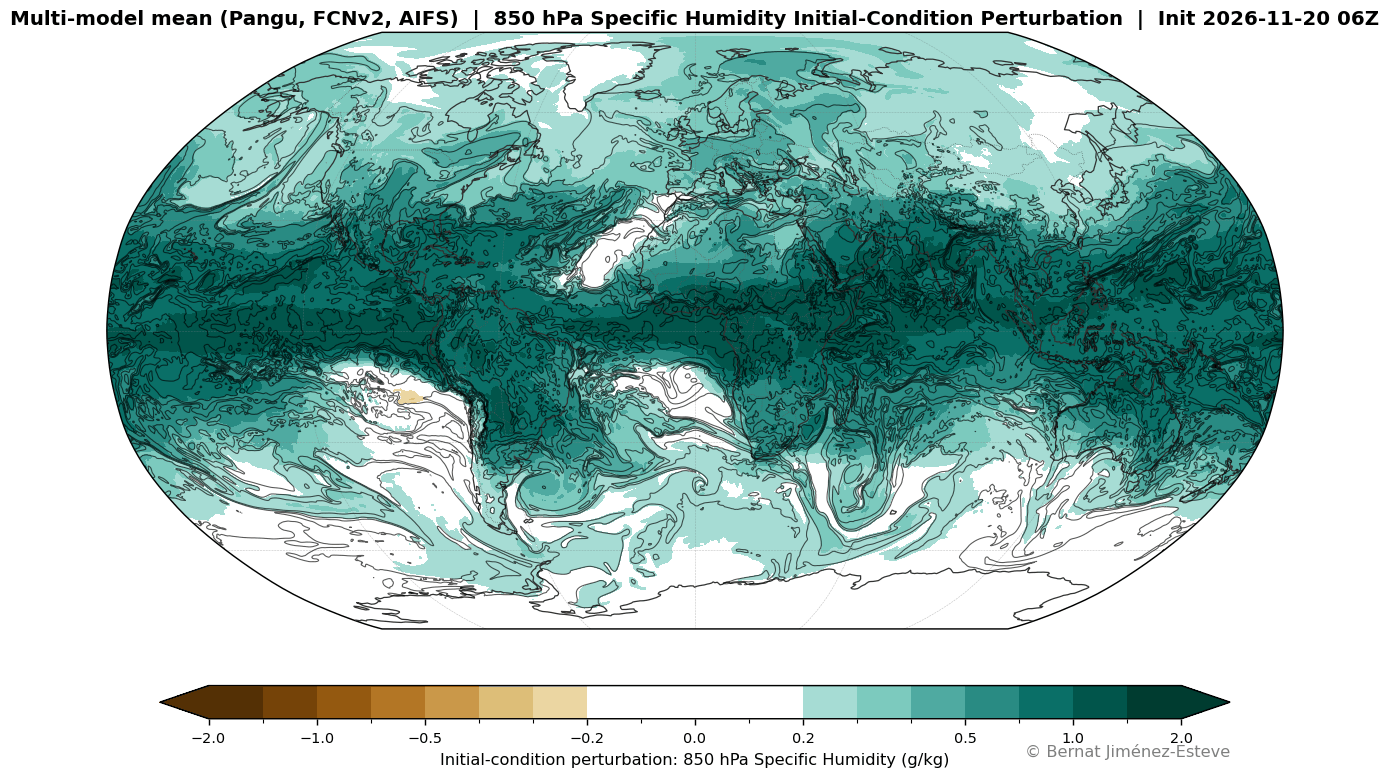 Multi-model mean (Pangu, FCNv2, AIFS) | 850 hPa Specific Humidity Initial-Condition Perturbation | Init 2026-11-20 06Z
−2.0 −1.0 −0.5 −0.2 0.0 0.2 0.5 1.0 2.0
Initial-condition perturbation: 850 hPa Specific Humidity (g/kg)
© Bernat Jiménez-Esteve